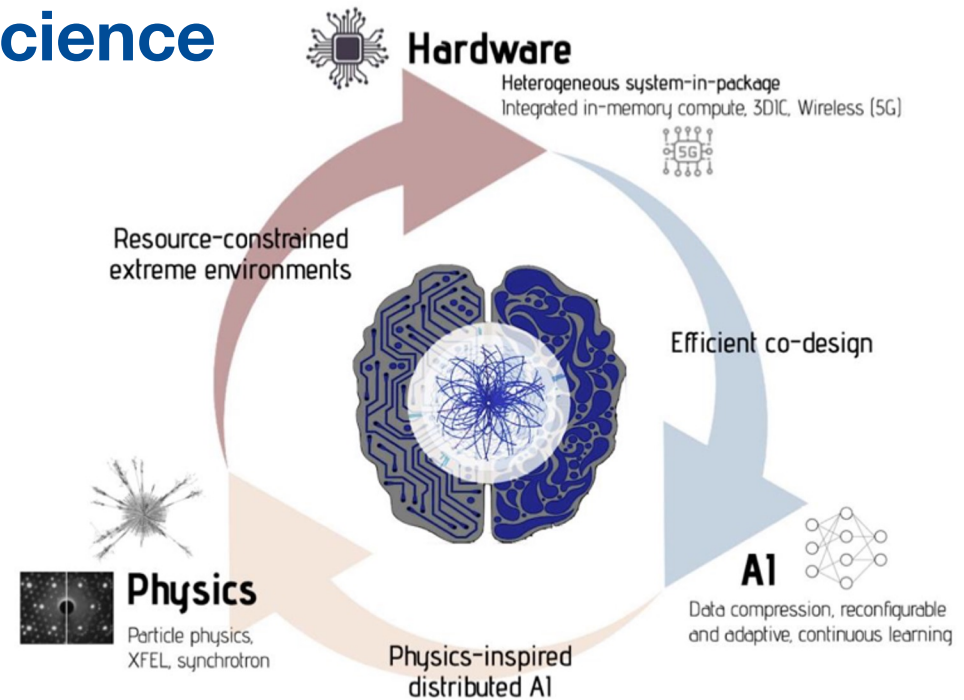 cience
Hardware
Heterogeneous system-in-package
Integrated in-memory compute, 3DIC, Wireless (5G)
5G
Resource-constrained
extreme environments
Efficient co-design
AI
Data compression, reconfigurable
and adaptive, continuous learning
Physics
Particle physics,
XFEL, synchrotron
Physics-inspired
distributed AI